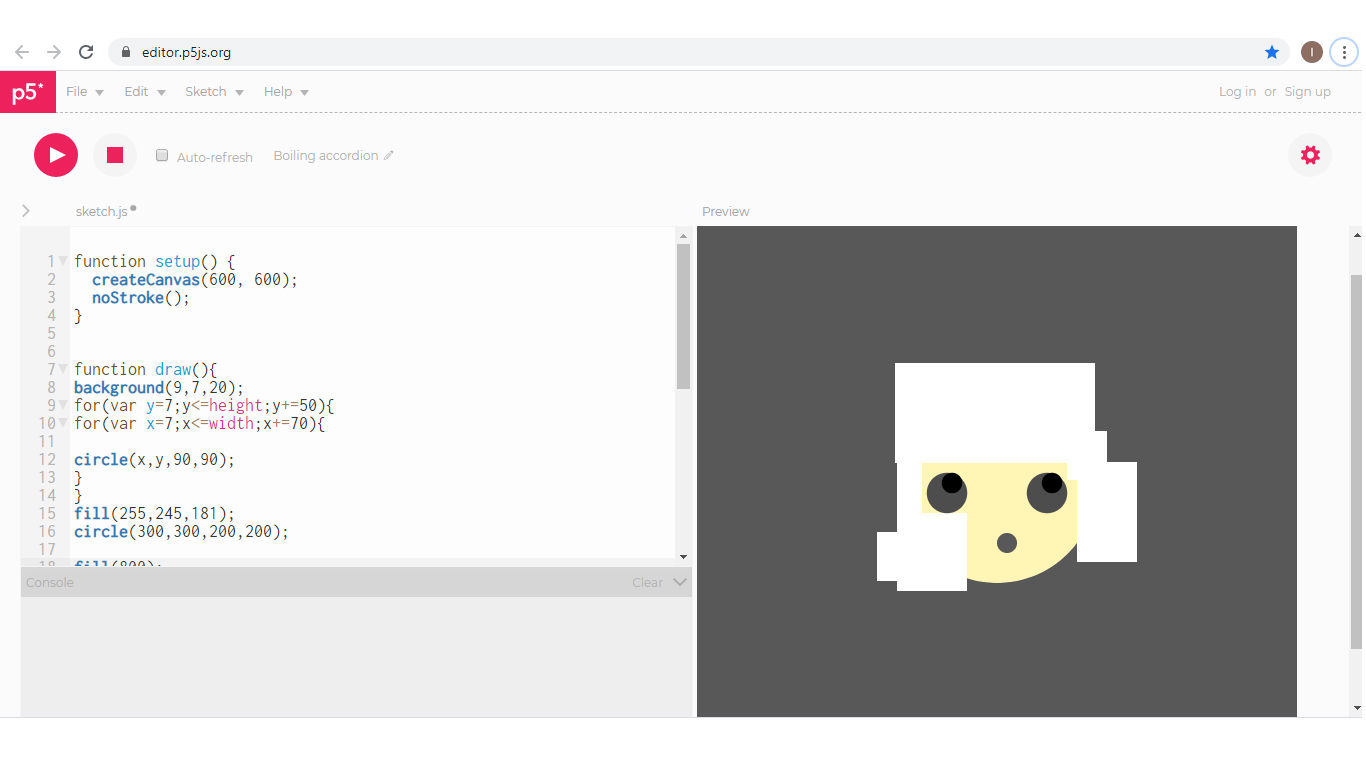 editor.p5js.org
I
p5*
File
Edit
Sketch
Help
Log in or Sign up
Auto-refresh
Boiling accordion
sketch.js
Preview
1 function setup() {
2 createCanvas(600, 600);
3 noStroke();
4 }
5
6
7 function draw(){
8 background(9,7,20);
9 for(var y=7;y<=height;y+=50){
10 for(var x=7;x<=width;x+=70){
11
12 circle(x,y,90,90);
13 }
14 }
15 fill(255,245,181);
16 circle(300,300,200,200);
17
18 fill(800);
Console
Clear